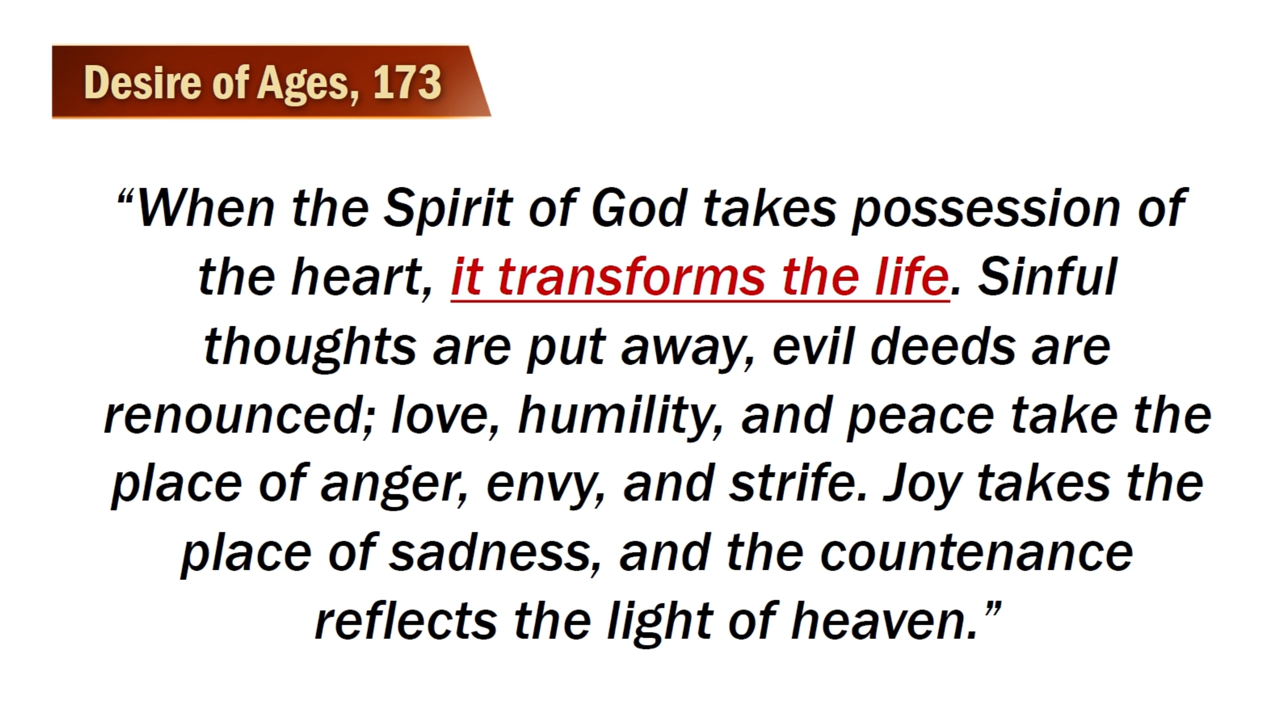 Desire of Ages, 173
“When the Spirit of God takes possession of
the heart, it transforms the life. Sinful
thoughts are put away, evil deeds are
renounced; love, humility, and peace take the
place of anger, envy, and strife. Joy takes the
place of sadness, and the countenance
reflects the light of heaven.”